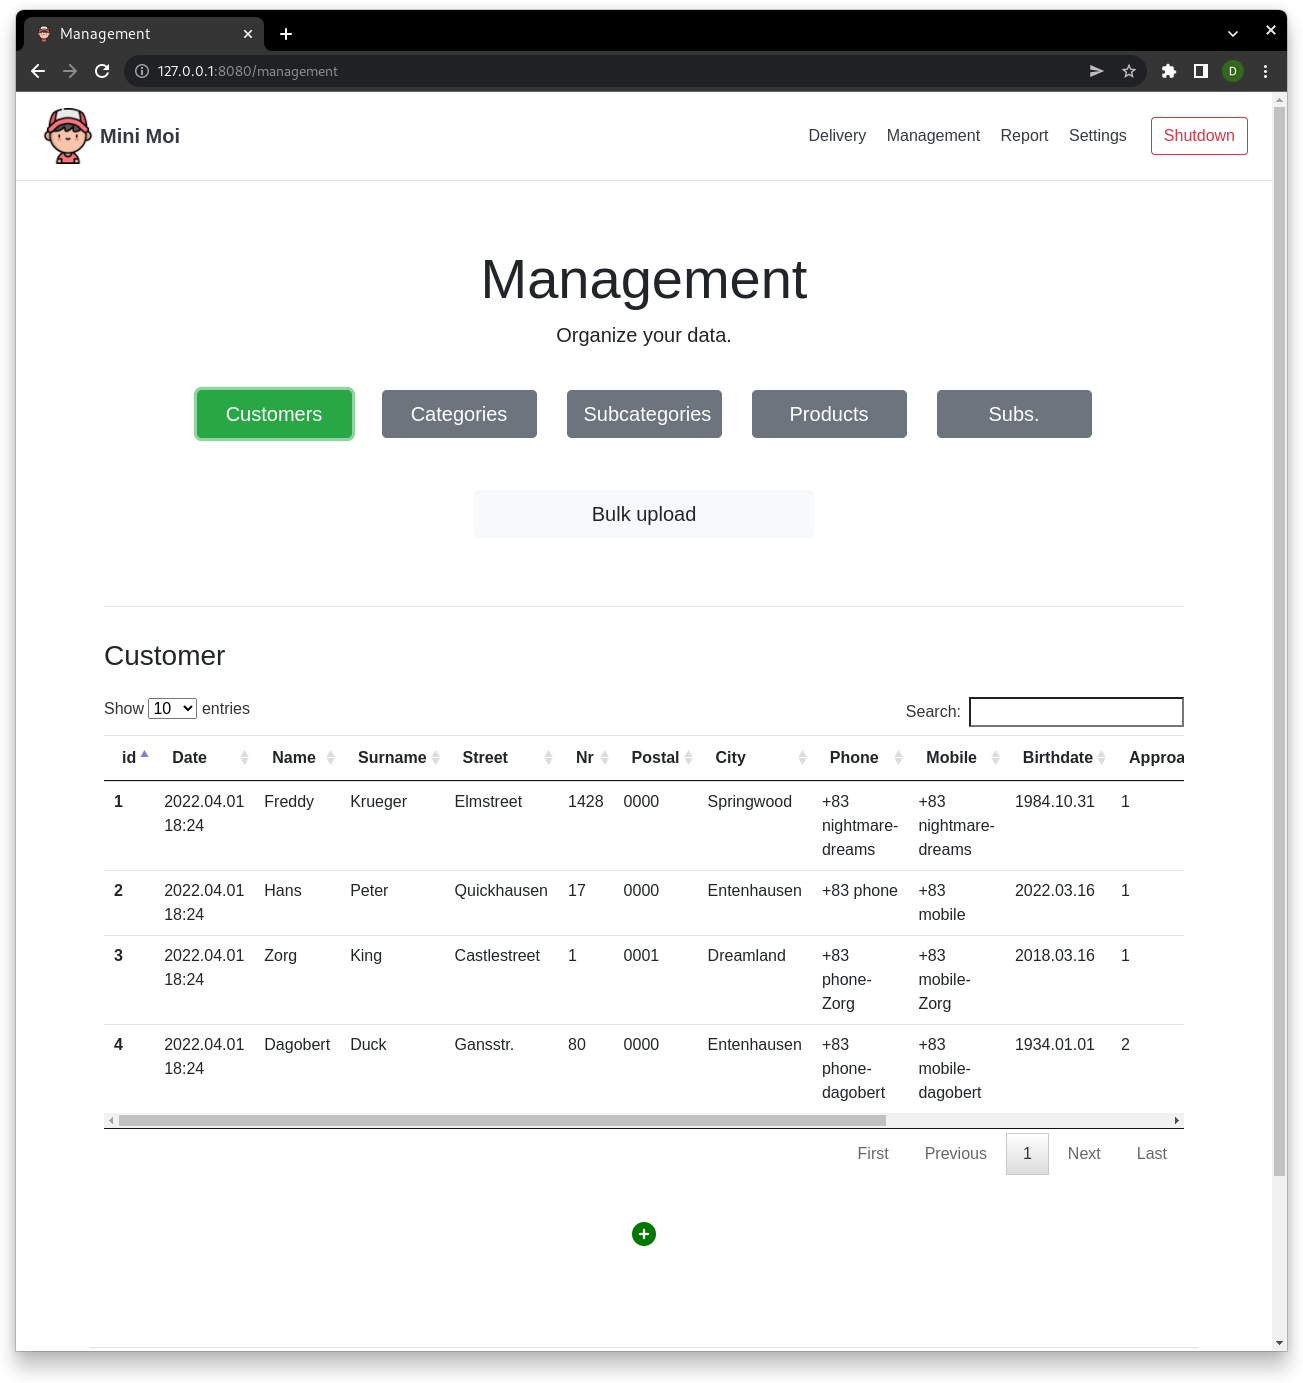 Management
127.0.0.1:8080/management
D
Mini Moi
Delivery Management Report Settings Shutdown
Management
Organize your data.
Customers Categories Subcategories Products Subs.
Bulk upload
Customer
Show 10 entries Search:
id Date Name Surname Street Nr Postal City Phone Mobile Birthdate Approa
1 2022.04.01 Freddy Krueger Elmstreet 1428 0000 Springwood +83 +83 1984.10.31 1
18:24 nightmare- nightmare-
dreams dreams
2 2022.04.01 Hans Peter Quickhausen 17 0000 Entenhausen +83 phone +83 2022.03.16 1
18:24 mobile
3 2022.04.01 Zorg King Castlestreet 1 0001 Dreamland +83 +83 2018.03.16 1
18:24 phone- mobile-
Zorg Zorg
4 2022.04.01 Dagobert Duck Gansstr. 80 0000 Entenhausen +83 +83 1934.01.01 2
18:24 phone- mobile-
dagobert dagobert
First Previous 1 Next Last